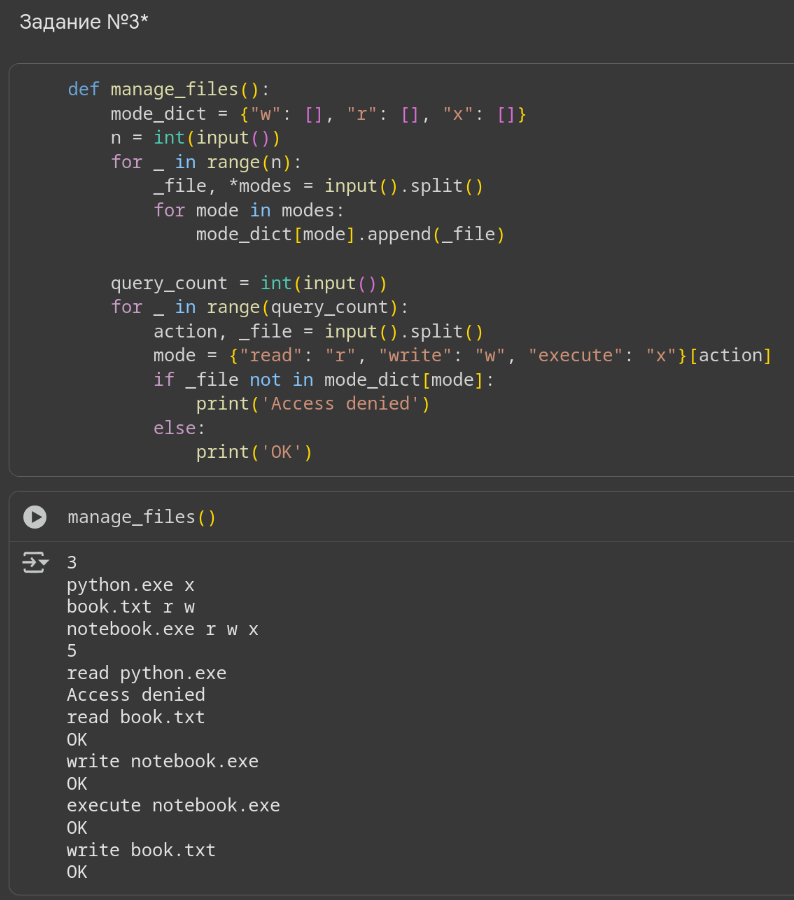 Задание №3*
def manage_files():
    mode_dict = {"w": [], "r": [], "x": []}
    n = int(input())
    for _ in range(n):
        _file, *modes = input().split()
        for mode in modes:
            mode_dict[mode].append(_file)

    query_count = int(input())
    for _ in range(query_count):
        action, _file = input().split()
        mode = {"read": "r", "write": "w", "execute": "x"}[action]
        if _file not in mode_dict[mode]:
            print('Access denied')
        else:
            print('OK')
manage_files()
3
python.exe x
book.txt r w
notebook.exe r w x
5
read python.exe
Access denied
read book.txt
OK
write notebook.exe
OK
execute notebook.exe
OK
write book.txt
OK